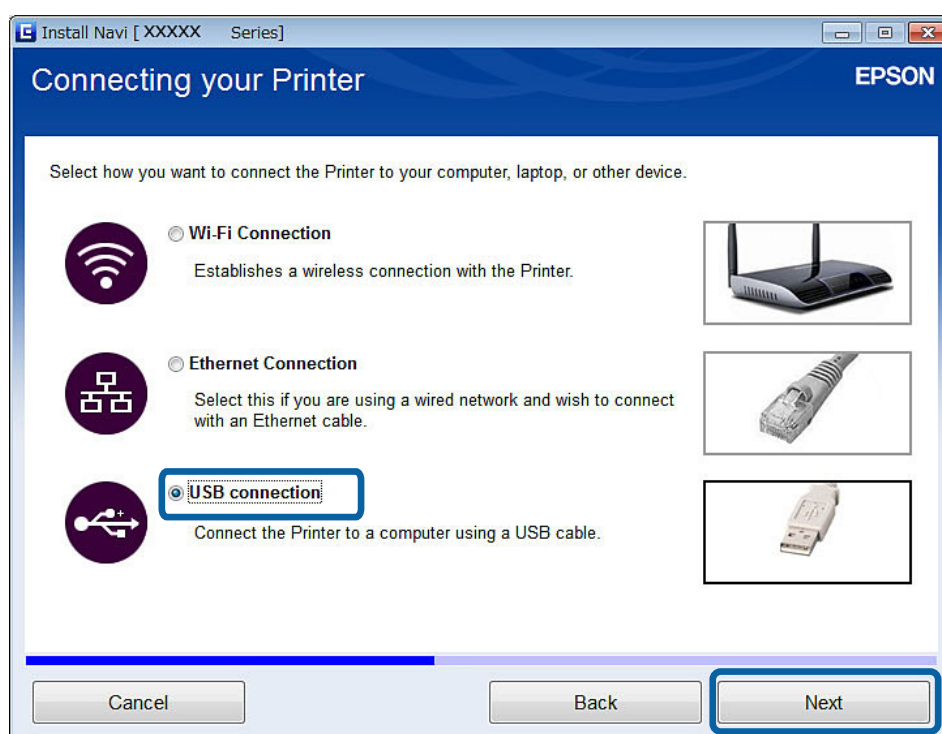 Install Navi [ XXXXX Series]
Connecting your Printer
EPSON
Select how you want to connect the Printer to your computer, laptop, or other device.
Wi-Fi Connection
Establishes a wireless connection with the Printer.
Ethernet Connection
Select this if you are using a wired network and wish to connect
with an Ethernet cable.
USB connection
Connect the Printer to a computer using a USB cable.
Cancel
Back
Next